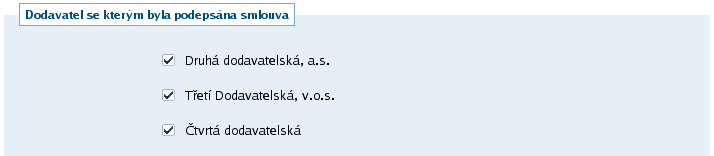 Dodavatel se kterým byla podepsána smlouva
Druhá dodavatelská, a.s.
Třetí Dodavatelská, v.o.s.
Čtvrtá dodavatelská